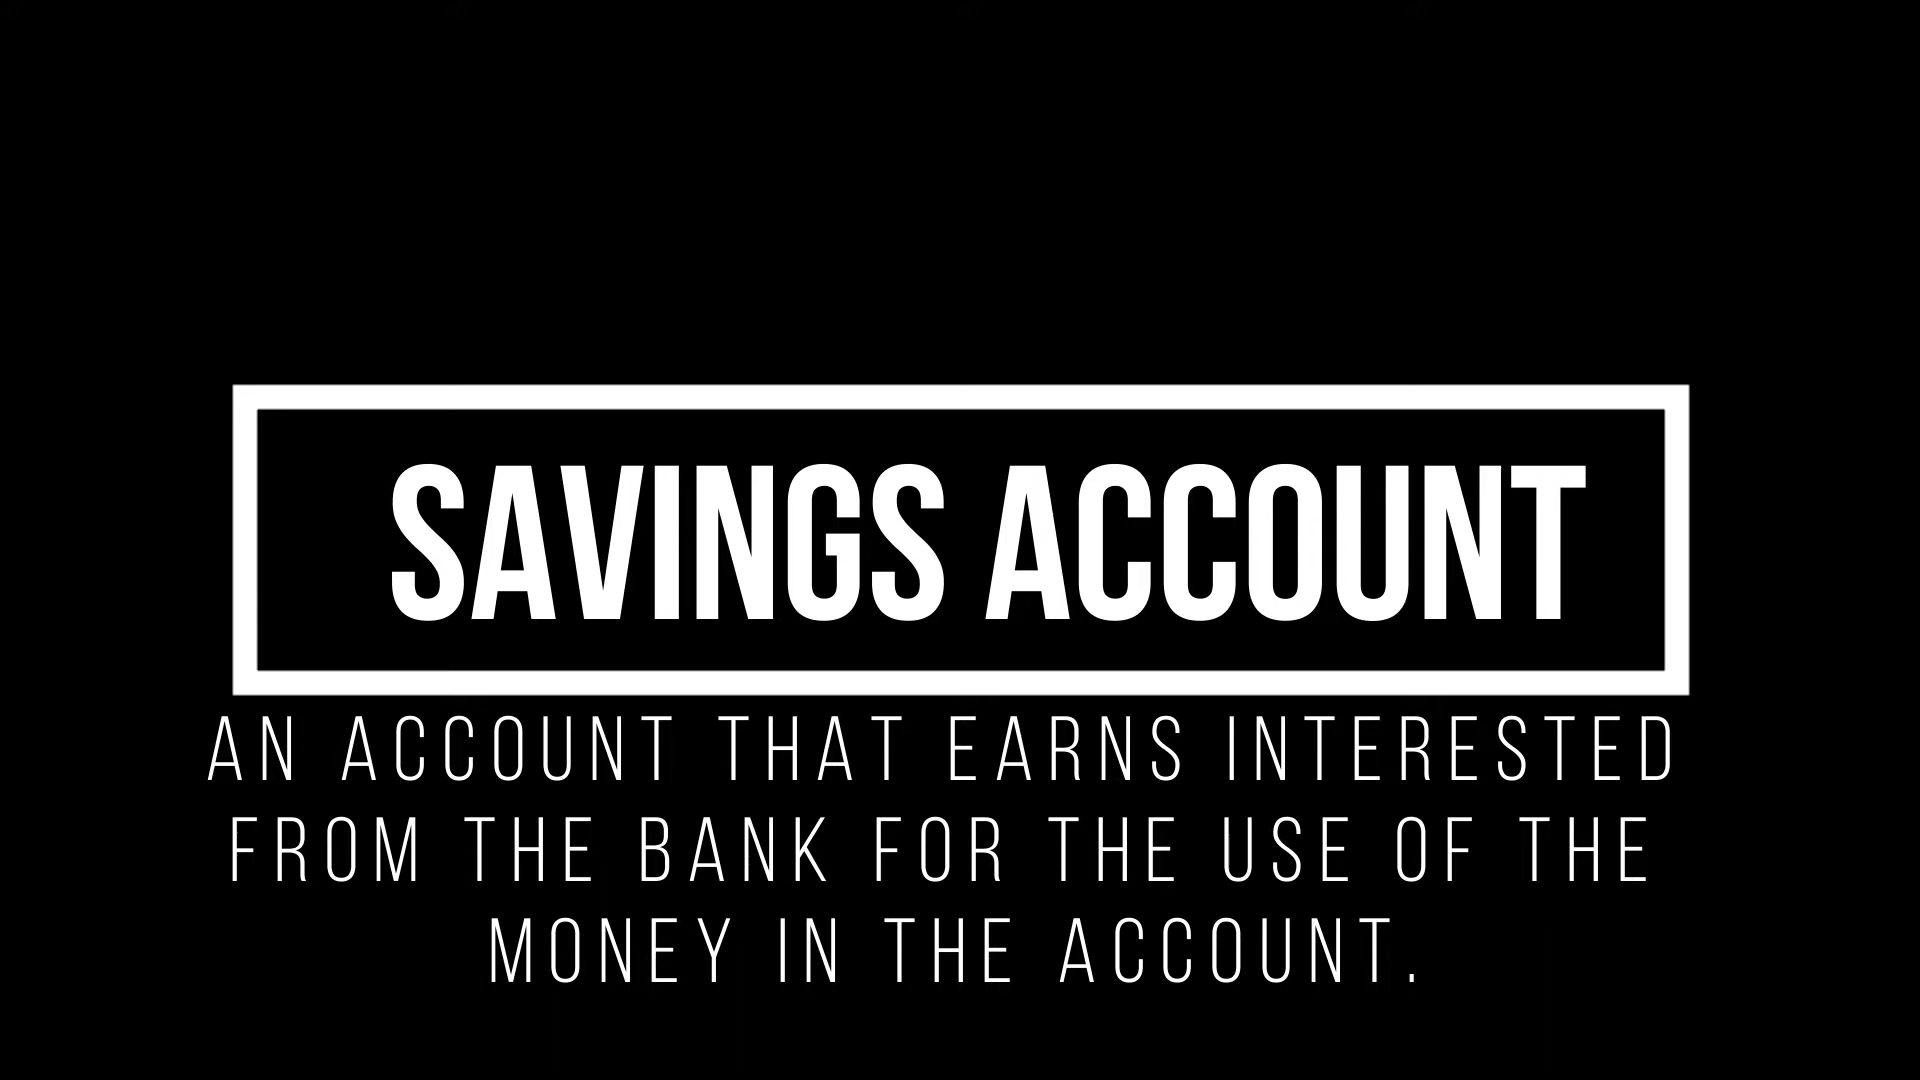 SAVINGS ACCOUNT
AN ACCOUNT THAT EARNS INTERESTED
FROM THE BANK FOR THE USE OF THE
MONEY IN THE ACCOUNT.